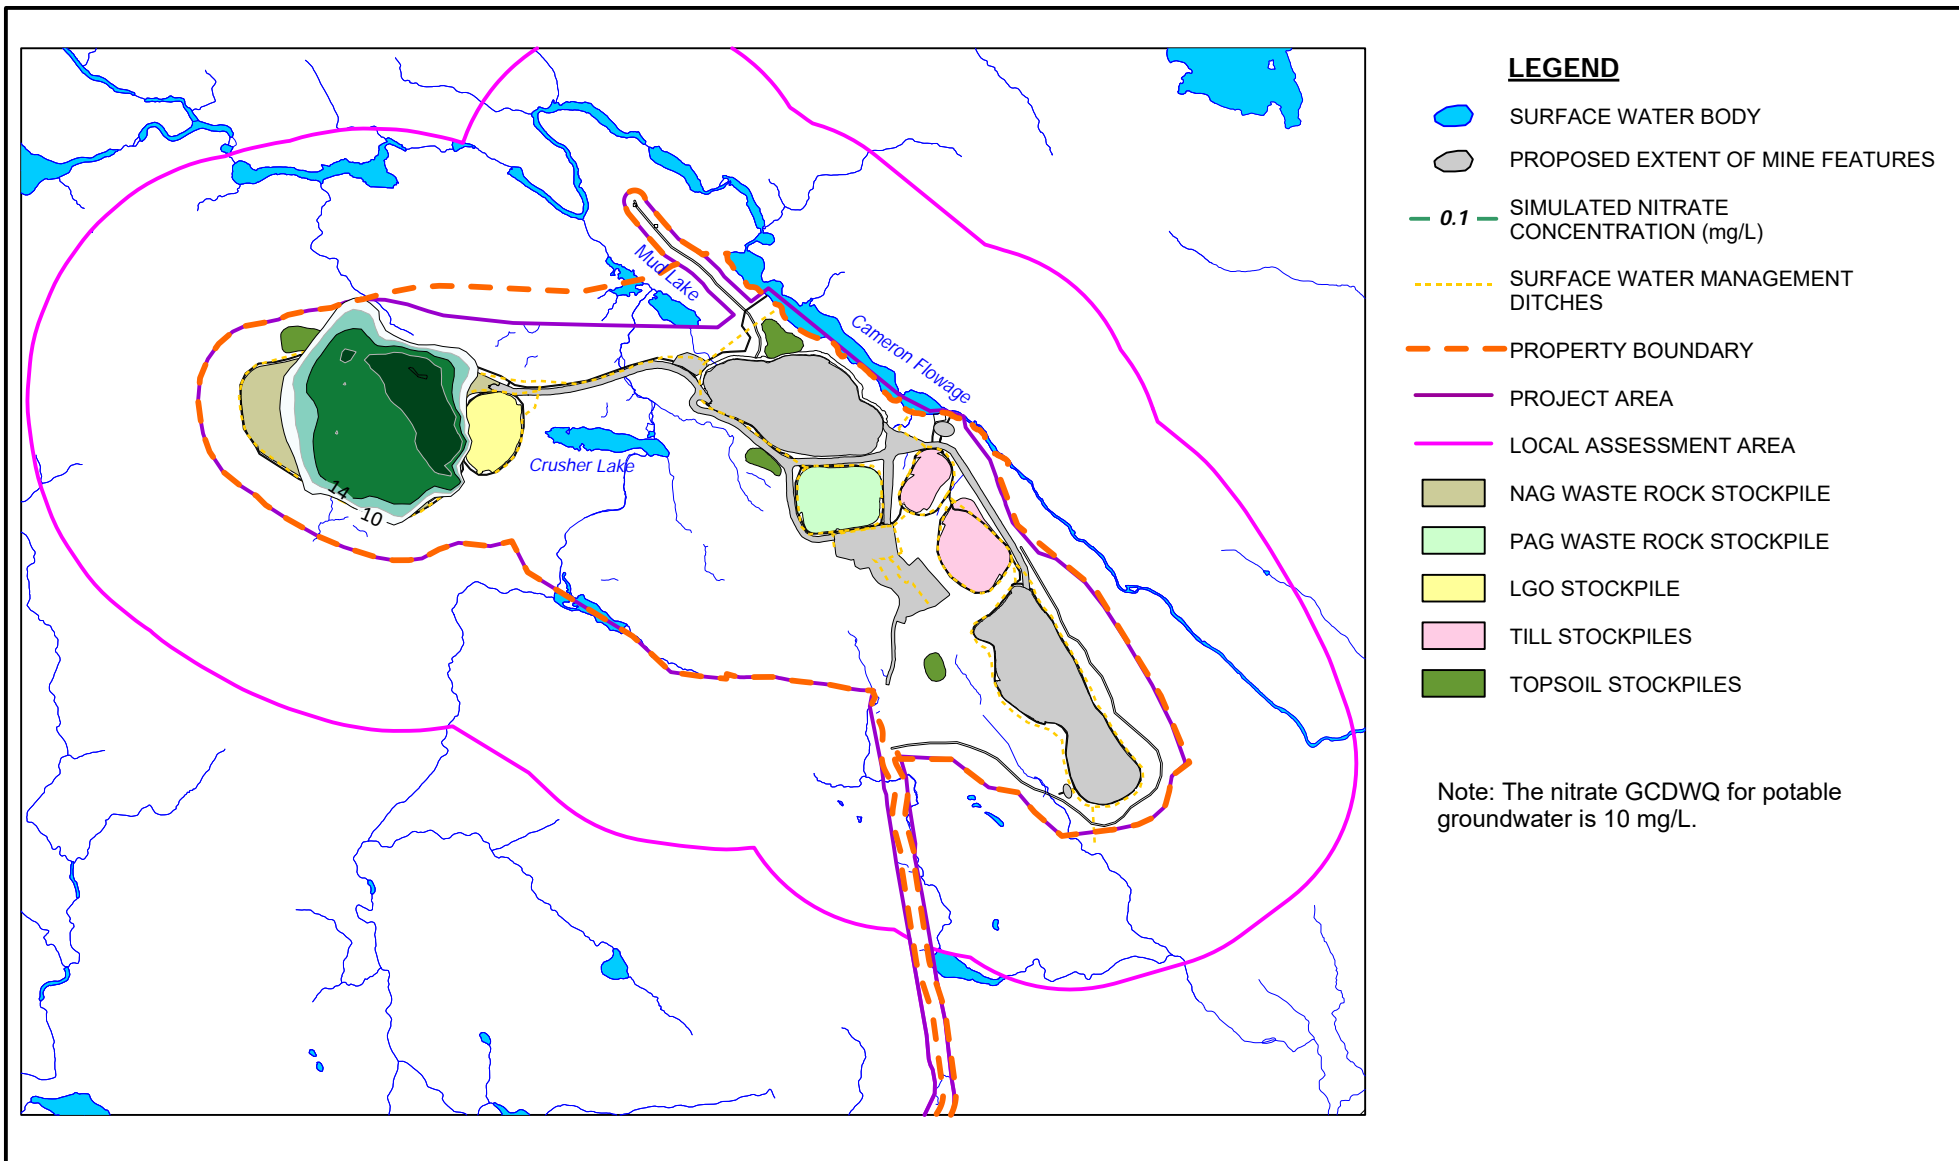 LEGEND
SURFACE WATER BODY
PROPOSED EXTENT OF MINE FEATURES
0.1
SIMULATED NITRATE
CONCENTRATION (mg/L)
SURFACE WATER MANAGEMENT
DITCHES
PROPERTY BOUNDARY
PROJECT AREA
LOCAL ASSESSMENT AREA
NAG WASTE ROCK STOCKPILE
PAG WASTE ROCK STOCKPILE
LGO STOCKPILE
TILL STOCKPILES
TOPSOIL STOCKPILES
Note: The nitrate GCDWQ for potable
groundwater is 10 mg/L.
Mud Lake
Cameron Flowage
Crusher Lake
14
10